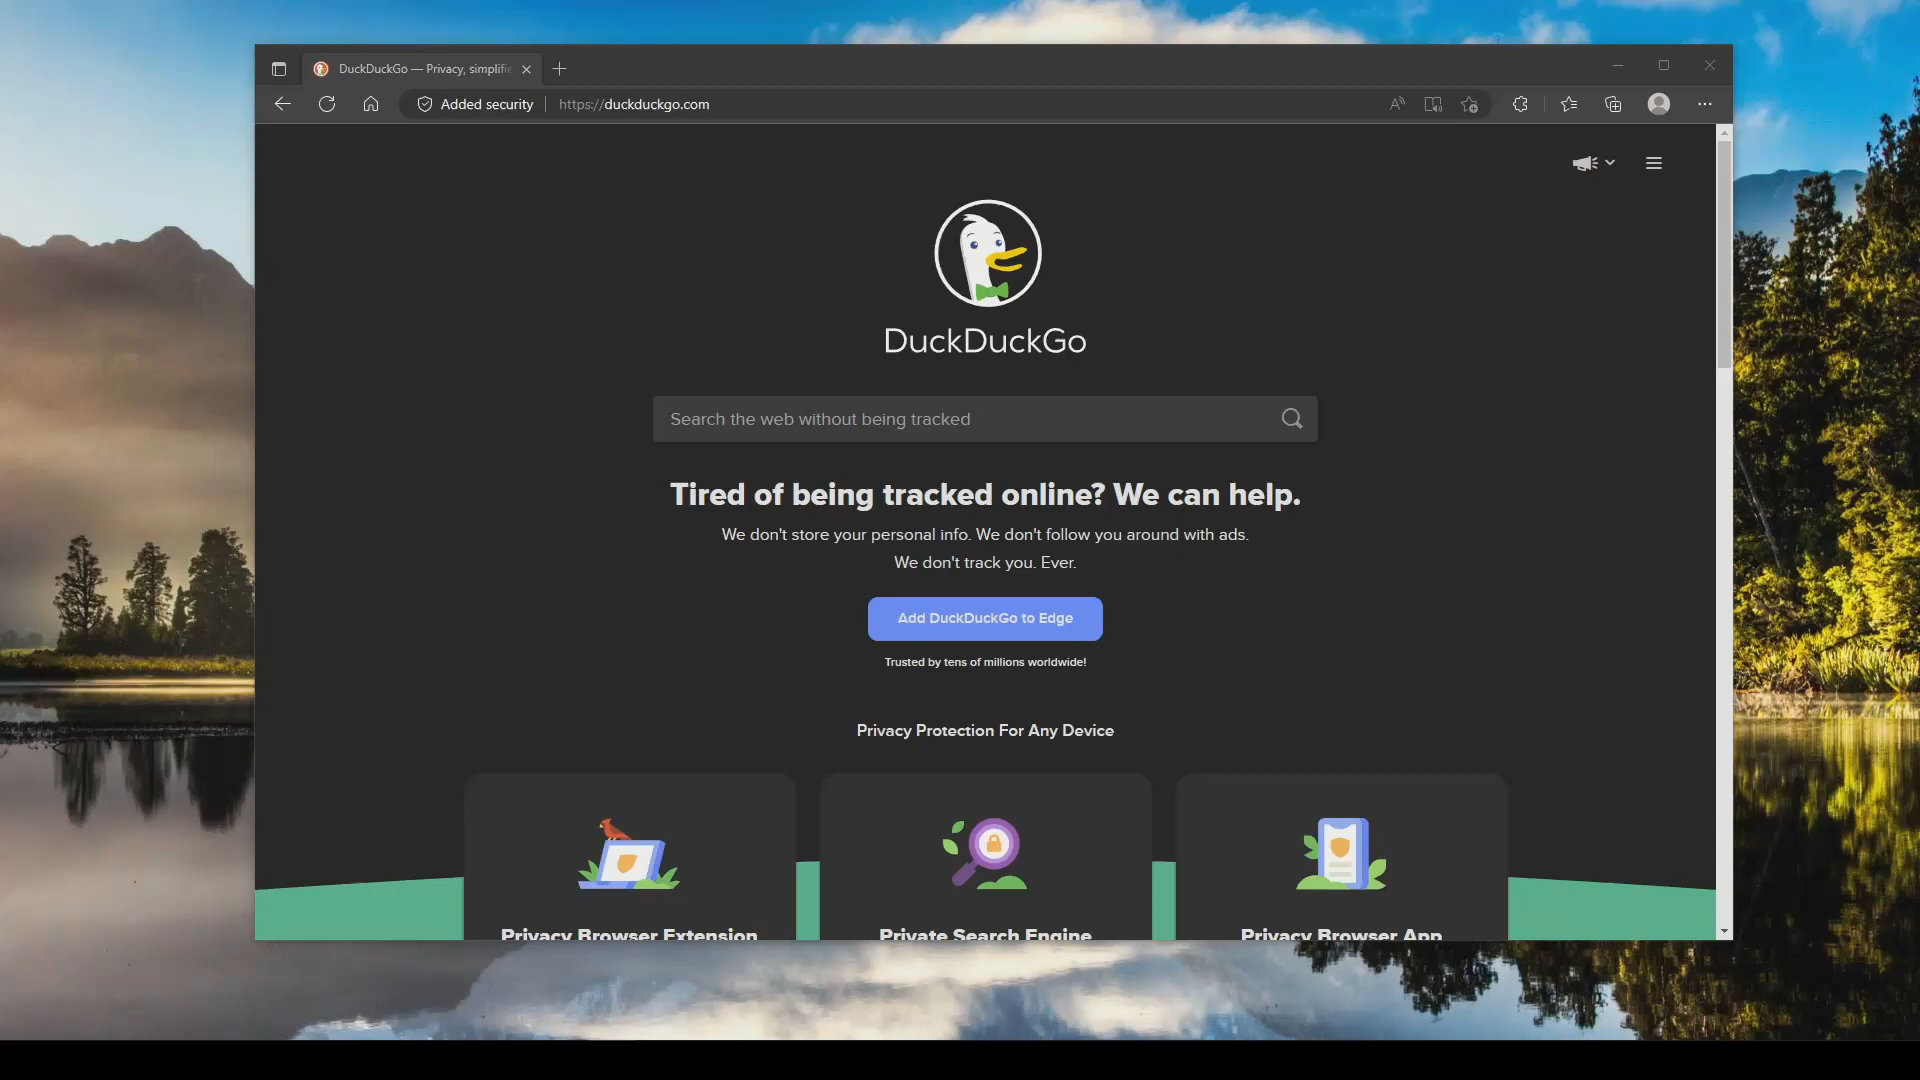 DuckDuckGo — Privacy, simplifie
Added security
https://duckduckgo.com
DuckDuckGo
Search the web without being tracked
Tired of being tracked online? We can help.
We don't store your personal info. We don't follow you around with ads.
We don't track you. Ever.
Add DuckDuckGo to Edge
Trusted by tens of millions worldwide!
Privacy Protection For Any Device
Privacy Browser Extension
Private Search Engine
Privacy Browser App